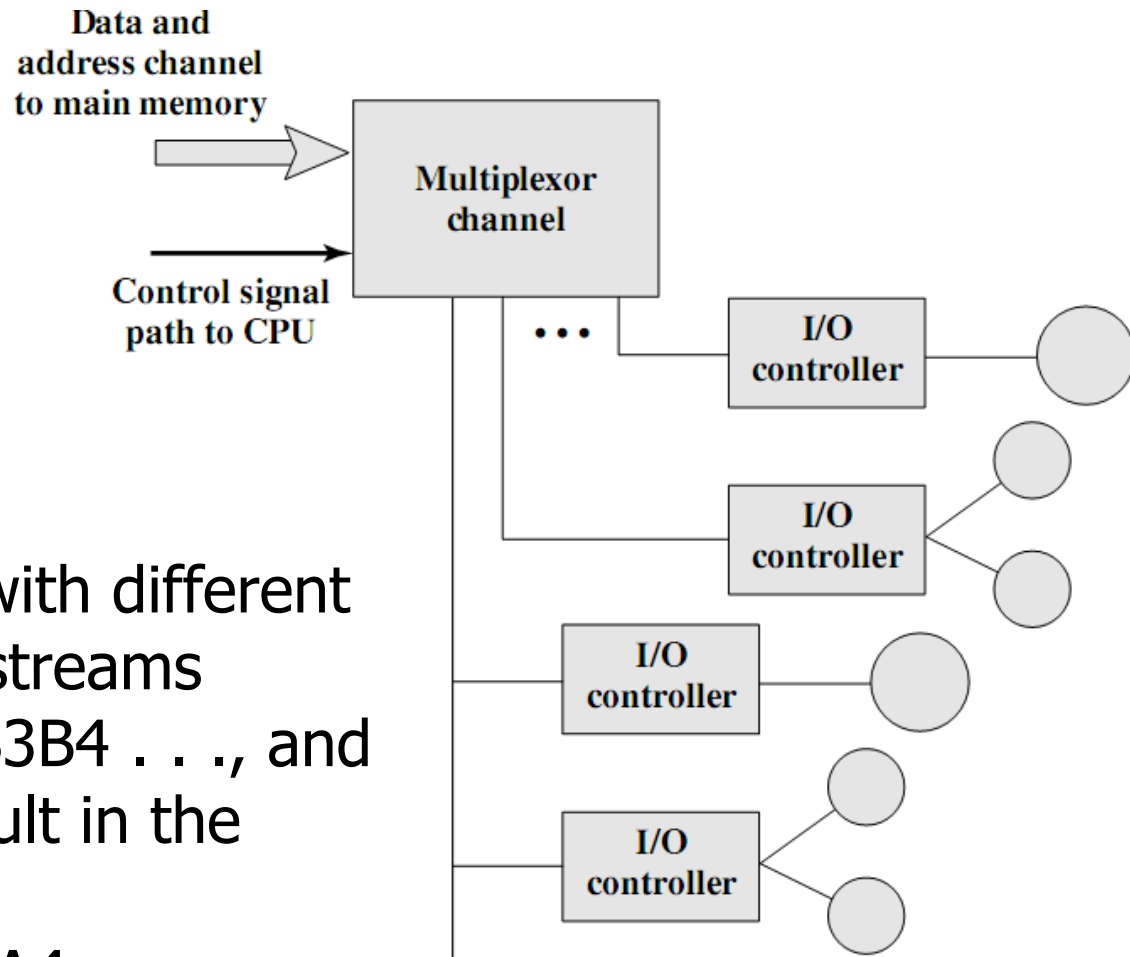 Data and
address channel
to main memory
Multiplexor
channel
Control signal
path to CPU
• • •
I/O
controller
I/O
controller
with different
streams
I/O
controller
3B4 . . ., and
ult in the
I/O
controller